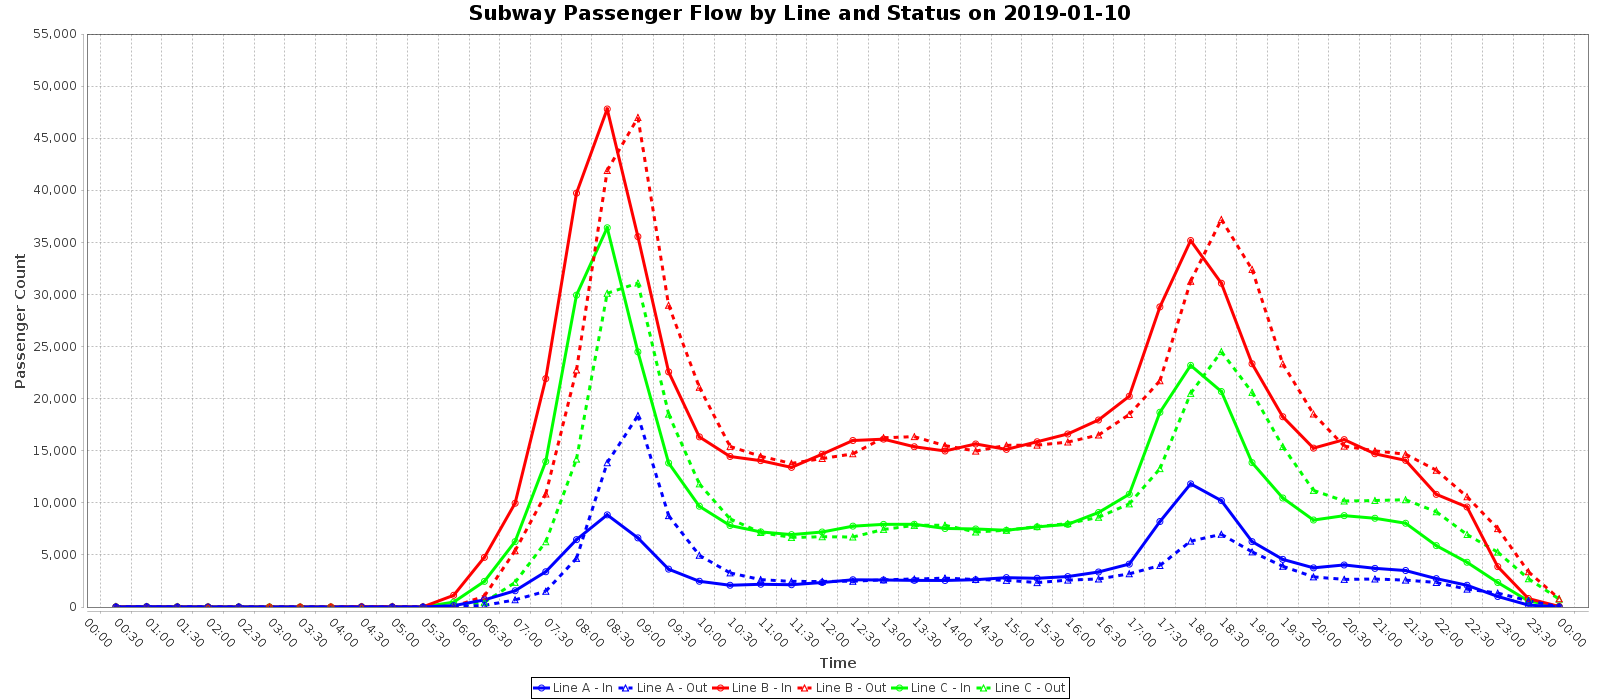 Subway Passenger Flow by Line and Status on 2019-01-10
Passenger Count
55,000
50,000
45,000
40,000
35,000
30,000
25,000
20,000
15,000
10,000
5,000
0
00:00 00:30 01:00 01:30 02:00 02:30 03:00 03:30 04:00 04:30 05:00 05:30 06:00 06:30 07:00 07:30 08:00 08:30 09:00 09:30 10:00 10:30 11:00 11:30 12:00 12:30 13:00 13:30 14:00 14:30 15:00 15:30 16:00 16:30 17:00 17:30 18:00 18:30 19:00 19:30 20:00 20:30 21:00 21:30 22:00 22:30 23:00 23:30 00:00
Time
Line A - In Line A - Out Line B - In Line B - Out Line C - In Line C - Out